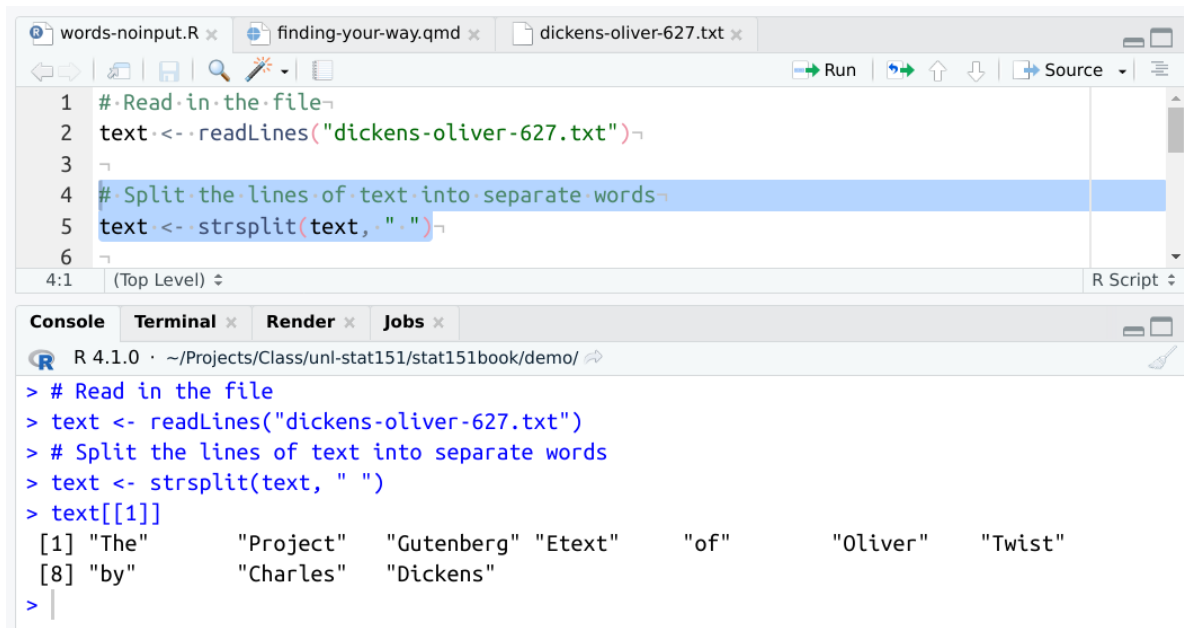 words-noinput.R finding-your-way.qmd dickens-oliver-627.txt
Run Source
1 # Read in the file
2 text <- readLines("dickens-oliver-627.txt")
3
4 # Split the lines of text into separate words
5 text <- strsplit(text, " ")
6
4:1 (Top Level) R Script
Console Terminal Render Jobs
R R 4.1.0 · ~/Projects/Class/unl-stat151/stat151book/demo/
> # Read in the file
> text <- readLines("dickens-oliver-627.txt")
> # Split the lines of text into separate words
> text <- strsplit(text, " ")
> text[[1]]
[1] "The" "Project" "Gutenberg" "Etext" "of" "Oliver" "Twist"
[8] "by" "Charles" "Dickens"
>